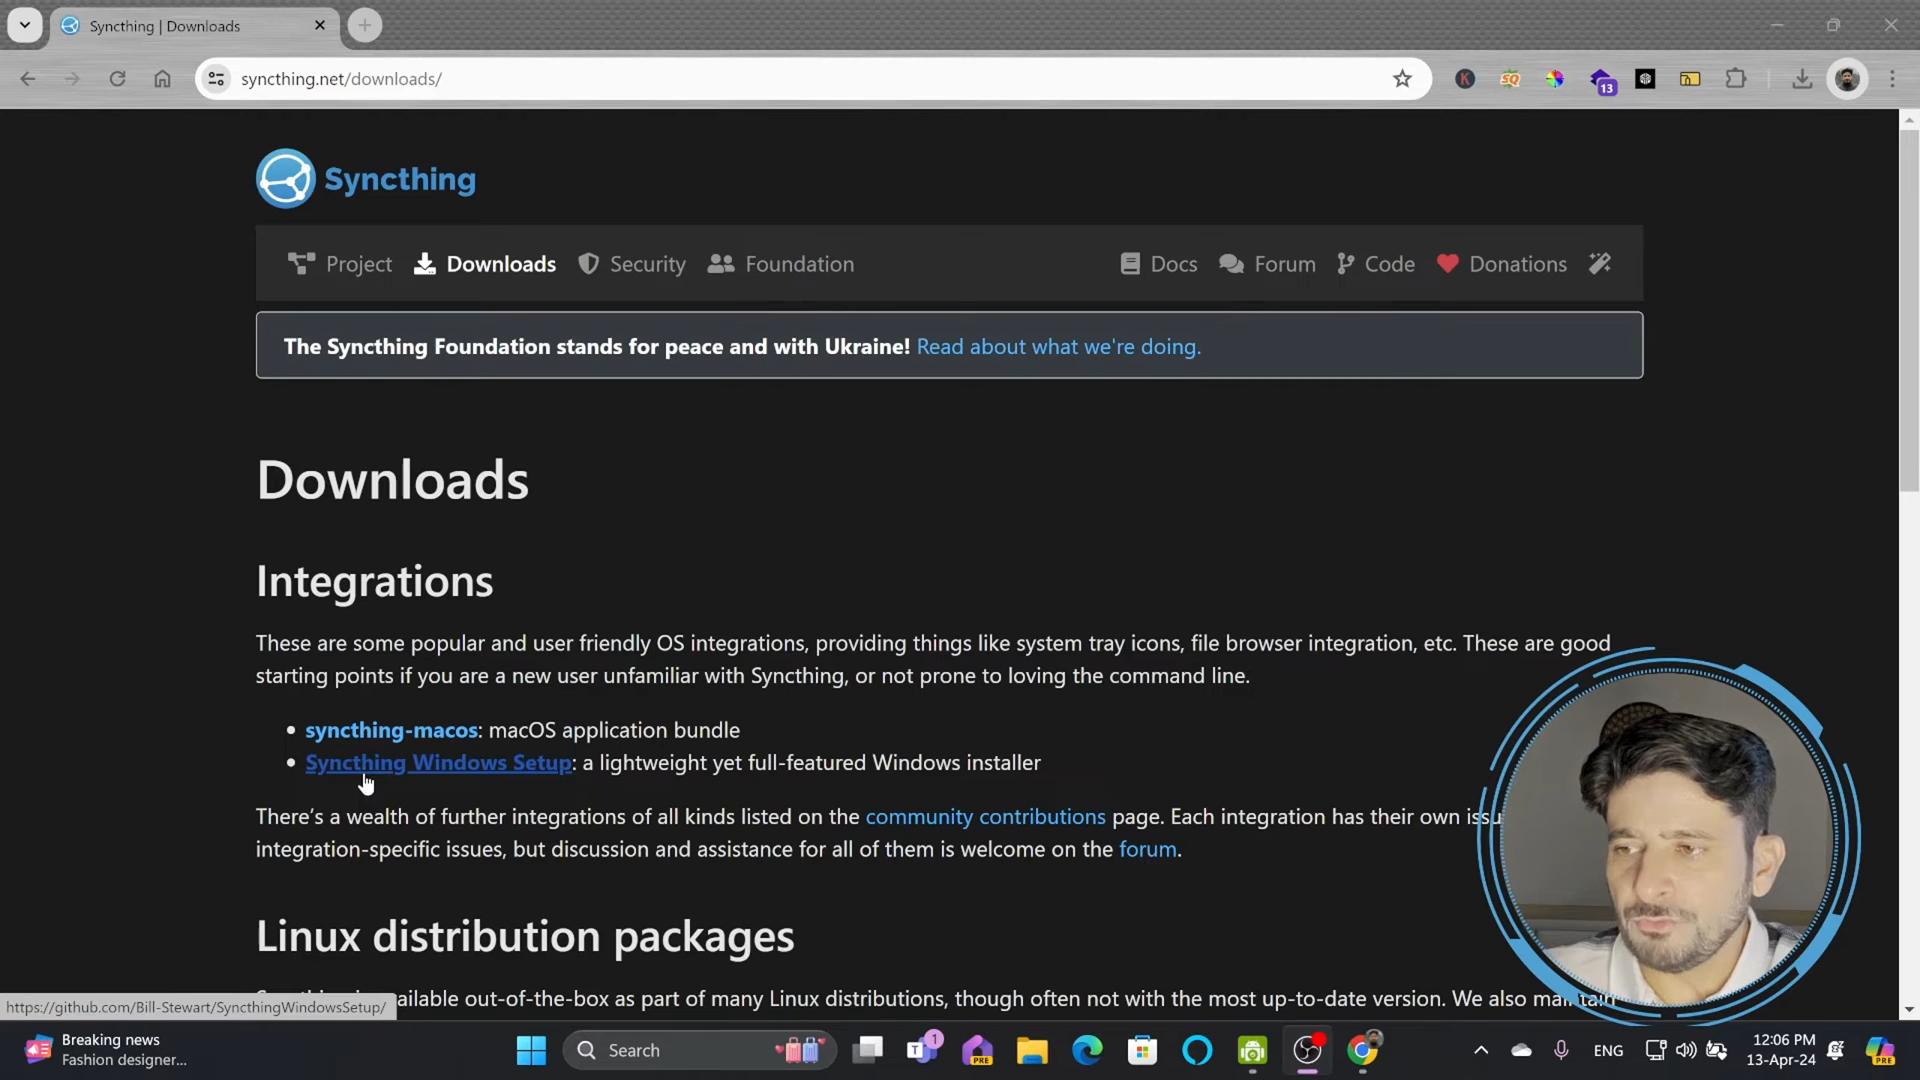 Syncthing | Downloads
syncthing.net/downloads/
K
SQ
13
Syncthing
Project Downloads Security Foundation Docs Forum Code Donations
The Syncthing Foundation stands for peace and with Ukraine! Read about what we're doing.
Downloads
Integrations
These are some popular and user friendly OS integrations, providing things like system tray icons, file browser integration, etc. These are good
starting points if you are a new user unfamiliar with Syncthing, or not prone to loving the command line.
syncthing-macos: macOS application bundle
Syncthing Windows Setup: a lightweight yet full-featured Windows installer
There's a wealth of further integrations of all kinds listed on the community contributions page. Each integration has their own
integration-specific issues, but discussion and assistance for all of them is welcome on the forum.
Linux distribution packages
available out-of-the-box as part of many Linux distributions, though often not with the most up-to-date version. We also maintain
https://github.com/Bill-Stewart/SyncthingWindowsSetup/
Breaking news
Fashion designer...
Search
1
PRE
ENG
12:06 PM
13-Apr-24
PRE